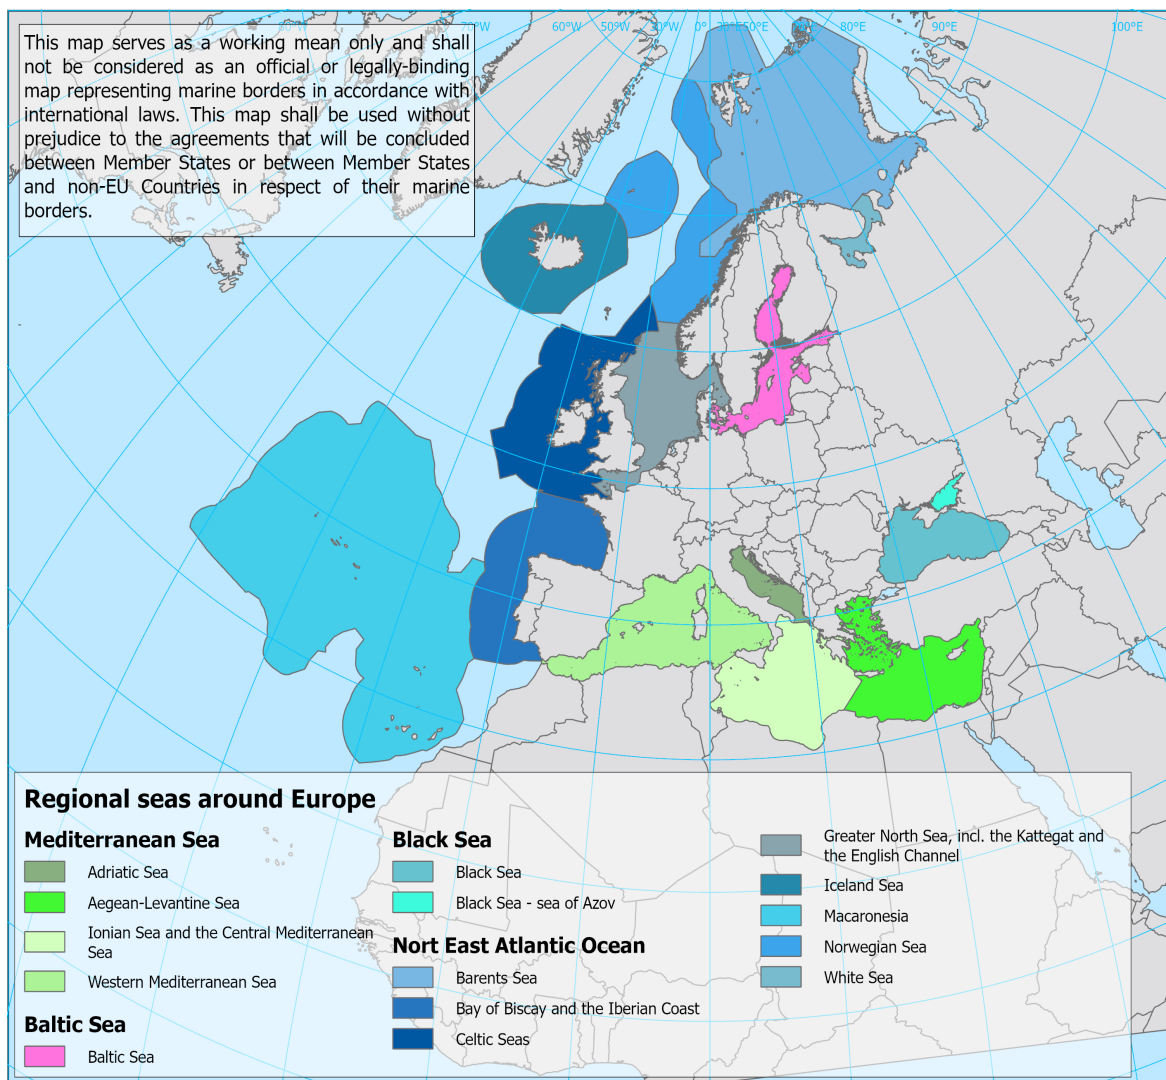 70°W 60°W 50°W 30°W 0° 30°E 50°E 80°E 90°E 100°E
This map serves as a working mean only and shall
not be considered as an official or legally-binding
map representing marine borders in accordance with
international laws. This map shall be used without
prejudice to the agreements that will be concluded
between Member States or between Member States
and non-EU Countries in respect of their marine
borders.
Regional seas around Europe
Mediterranean Sea
Adriatic Sea
Aegean-Levantine Sea
Ionian Sea and the Central Mediterranean
Sea
Western Mediterranean Sea
Baltic Sea
Baltic Sea
Black Sea
Black Sea
Black Sea - sea of Azov
Nort East Atlantic Ocean
Barents Sea
Bay of Biscay and the Iberian Coast
Celtic Seas
Greater North Sea, incl. the Kattegat and
the English Channel
Iceland Sea
Macaronesia
Norwegian Sea
White Sea